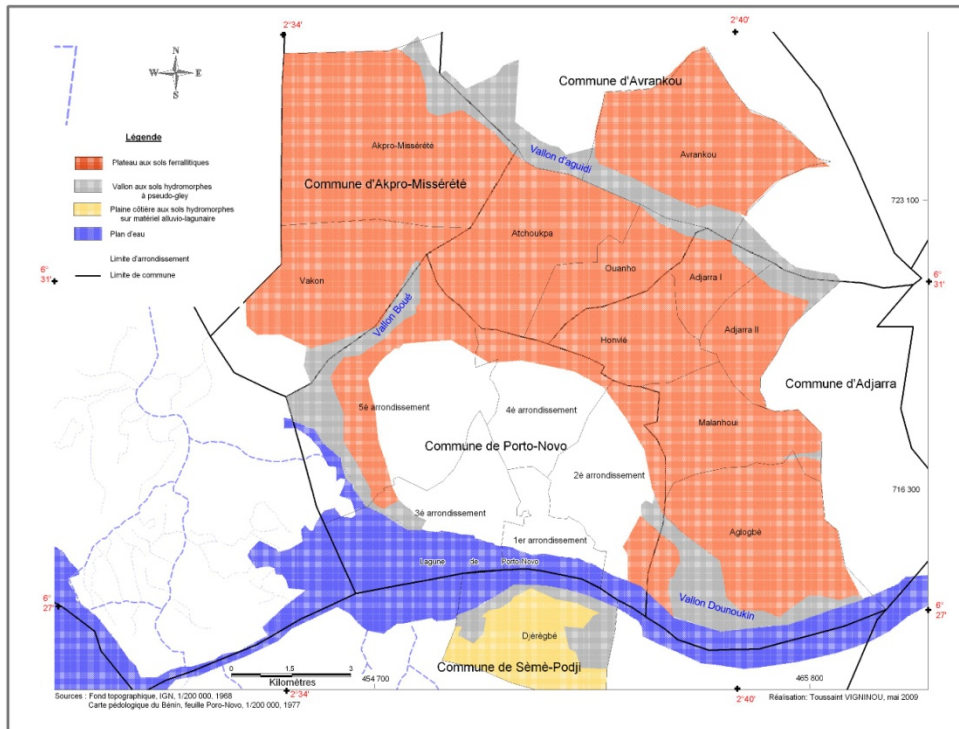 2°34'
2°40'
N
W E
S
Commune d'Avrankou
Légende
Plateau aux sols ferrallitiques
Vallon aux sols hydromorphes
à pseudo-gley
Plaine côtière aux sols hydromorphes
sur matériel alluvio-lagunaire
Plan d'eau
Limite d'arrondissement
Limite de commune
Akpro-Missérété
Commune d'Akpro-Missérété
Vallon d'aguidi
Avrankou
723 100
Atchoukpa
Ouanho
Adjarra I
6°
31'
6°
31'
Vakon
Vallon Boué
Honvié
Adjarra II
Commune d'Adjarra
5è arrondissement
4è arrondissement
Malanhoui
Commune de Porto-Novo
2è arrondissement
716 300
3è arrondissement
1er arrondissement
Aglogbè
Lagune de Porto-Novo
6°
27'
6°
27'
Vallon Dounoukin
Djèrègbé
Commune de Sèmè-Podji
0 1,5 3
Kilomètres
454 700
465 800
2°34'
2°40'
Sources : Fond topographique, IGN, 1/200 000, 1968
Carte pédologique du Bénin, feuille Poro-Novo, 1/200 000, 1977
Réalisation: Toussaint VIGNINOU, mai 2009